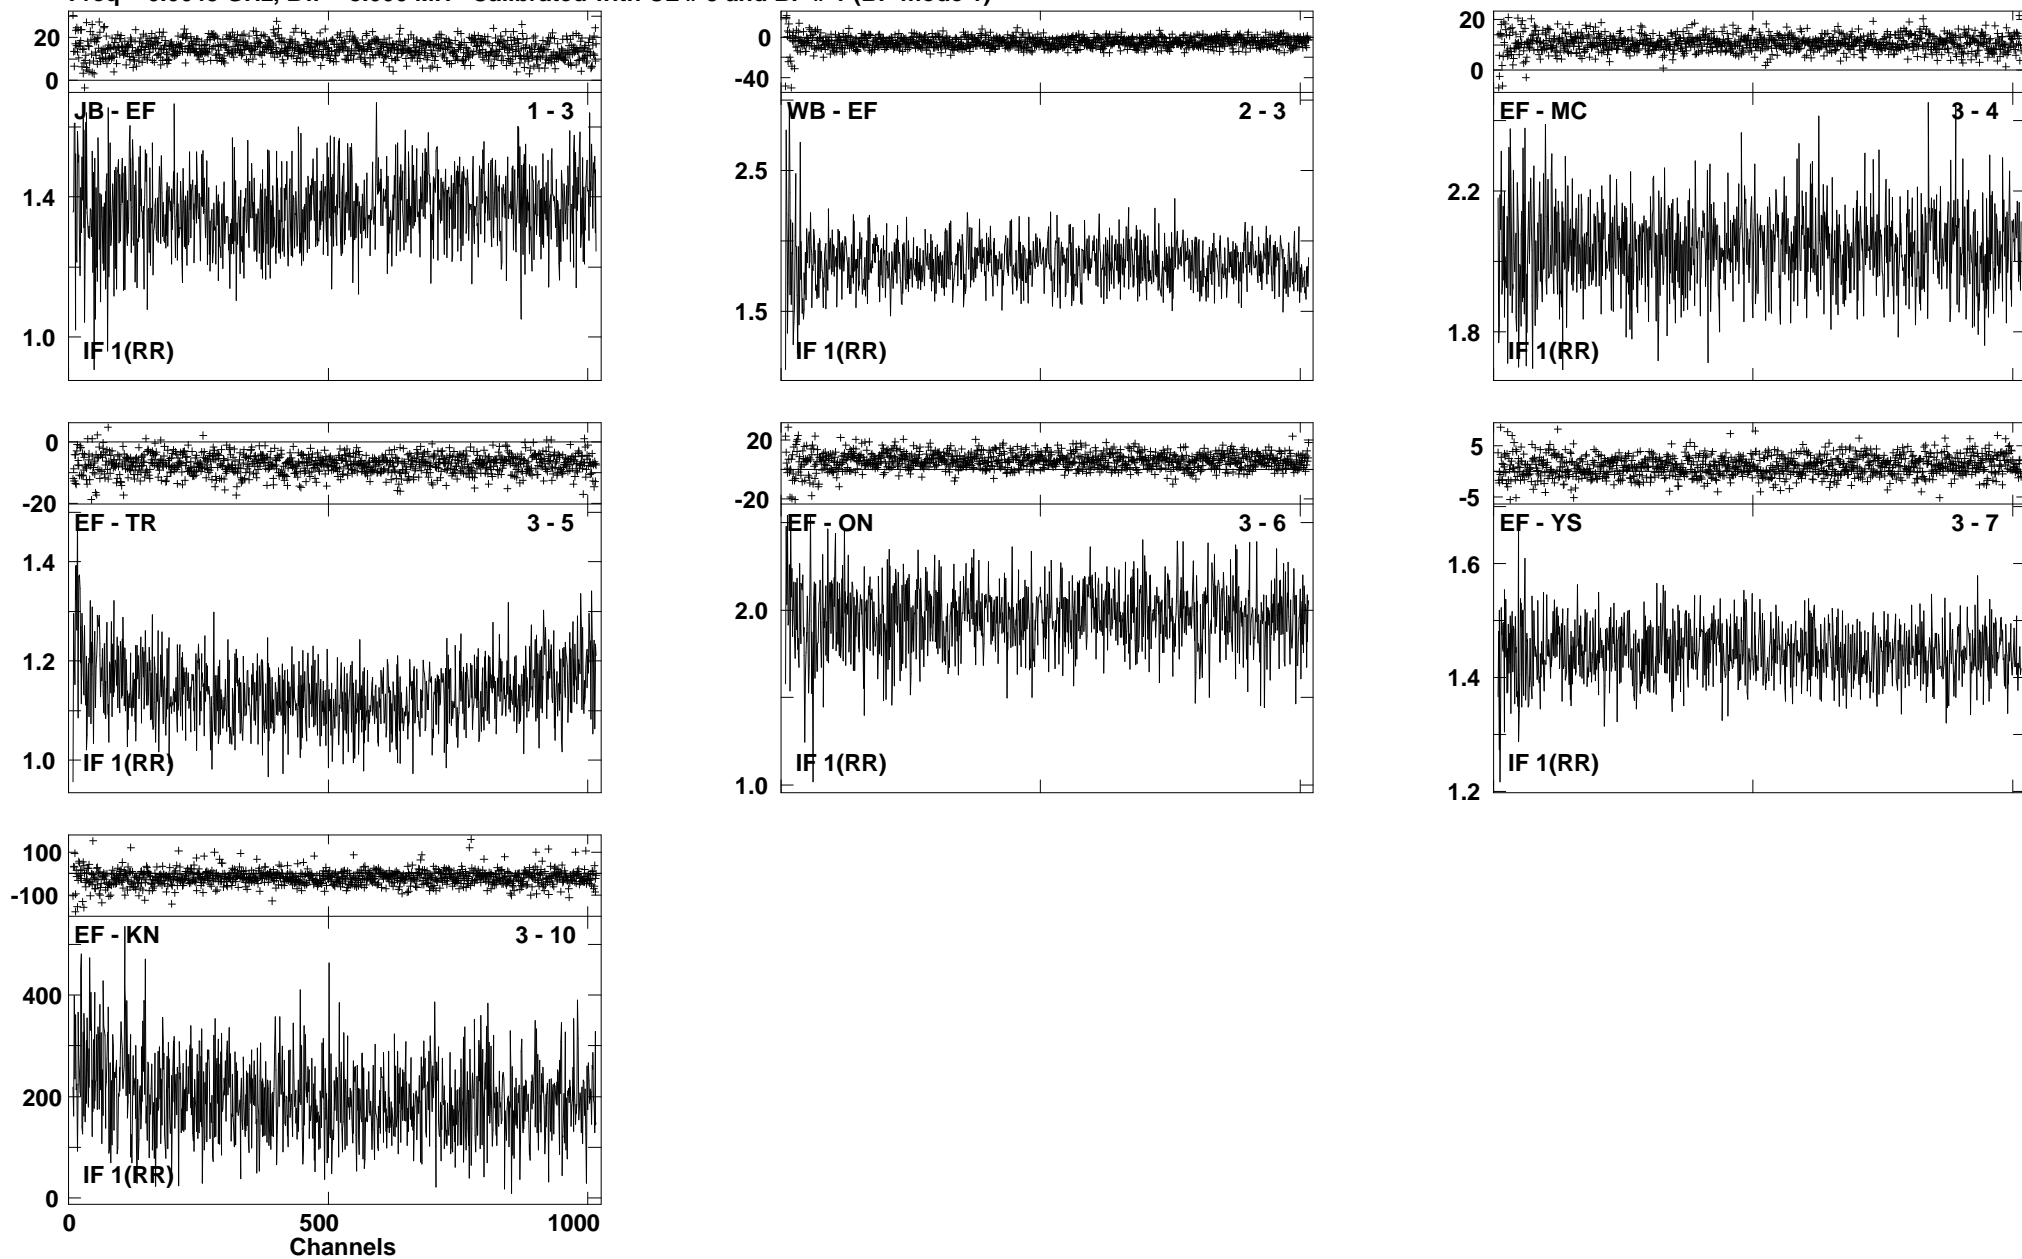 20
0
JB - EF 1 - 3
1.4
1.0
IF 1(RR)
0
-40
WB - EF 2 - 3
2.5
1.5
IF 1(RR)
20
0
EF - MC 3 - 4
2.2
1.8
IF 1(RR)
0
-20
EF - TR 3 - 5
1.4
1.2
1.0
IF 1(RR)
20
-20
EF - ON 3 - 6
2.0
1.0
IF 1(RR)
5
-5
EF - YS 3 - 7
1.6
1.4
1.2
IF 1(RR)
100
-100
EF - KN 3 - 10
400
200
0
IF 1(RR)
0 500 1000
Channels